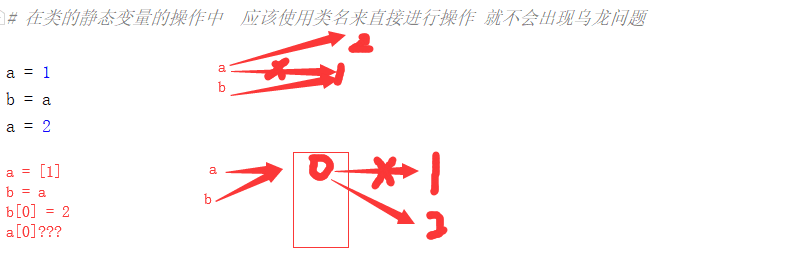 # 在类的静态变量的操作中 应该使用类名来直接进行操作 就不会出现乌龙问题
a = 1
b = a
a = 2
a
b
2
1
a = [1]
b = a
b[0] = 2
a[0]???
a
b
0
1
2